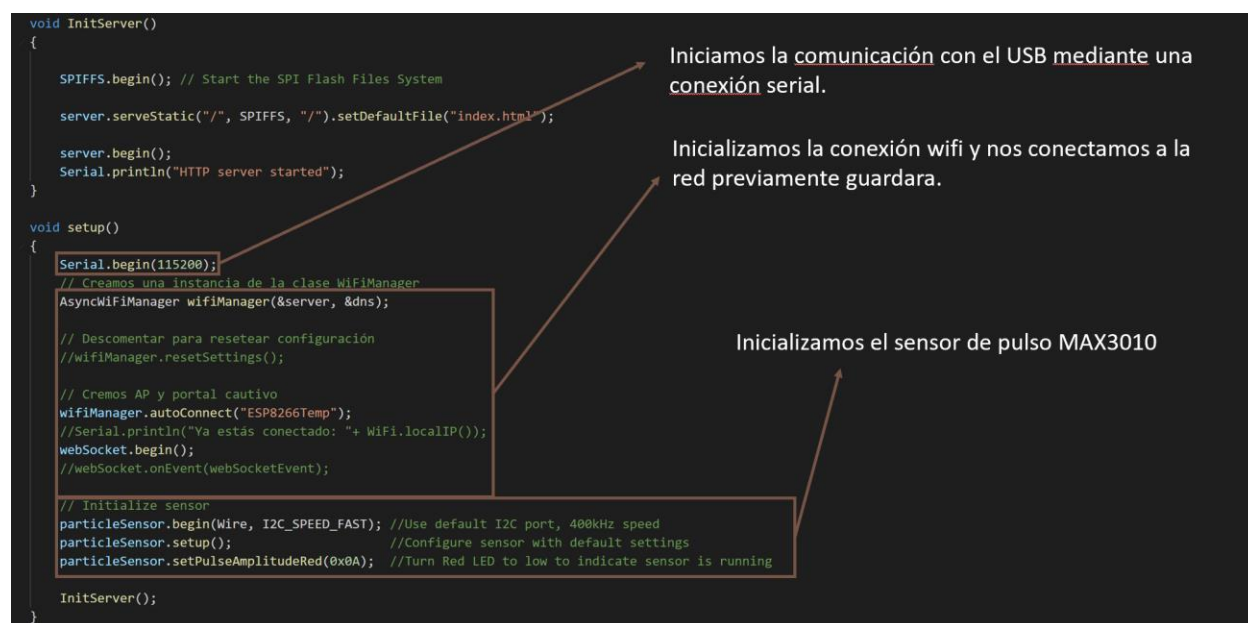 void InitServer()
{
SPIFFS.begin(); // Start the SPI Flash Files System
server.serveStatic("/", SPIFFS, "/").setDefaultFile("index.html");
server.begin();
Serial.println("HTTP server started");
}
void setup()
{
Serial.begin(115200);
// Creamos una instancia de la clase WiFiManager
AsyncWiFiManager wifiManager(&server, &dns);
// Descomentar para resetear configuración
//wifiManager.resetSettings();
// Cremos AP y portal cautivo
wifiManager.autoConnect("ESP8266Temp");
//Serial.println("Ya estás conectado: "+ WiFi.localIP());
webSocket.begin();
//webSocket.onEvent(webSocketEvent);
// Initialize sensor
particleSensor.begin(Wire, I2C_SPEED_FAST); //Use default I2C port, 400kHz speed
particleSensor.setup(); //Configure sensor with default settings
particleSensor.setPulseAmplitudeRed(0x0A); //Turn Red LED to low to indicate sensor is running
InitServer();
}
Iniciamos la comunicación con el USB mediante una
conexión serial.
Inicializamos la conexión wifi y nos conectamos a la
red previamente guardara.
Inicializamos el sensor de pulso MAX3010